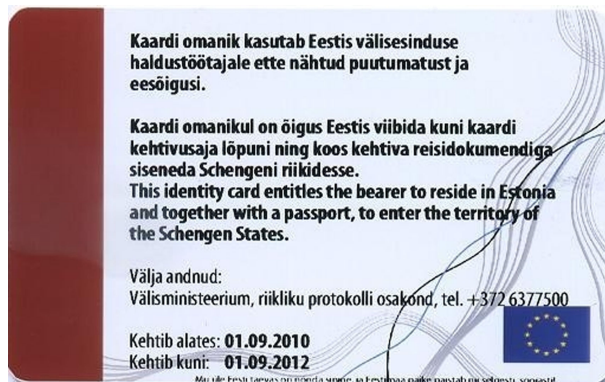 Kaardi omanik kasutab Eestis välisesinduse
haldustöötajale ette nähtud puutumatust ja
eesõigusi.
Kaardi omanikul on õigus Eestis viibida kuni kaardi
kehtivusaja lõpuni ning koos kehtiva reisidokumendiga
siseneda Schengeni riikidesse.
This identity card entitles the bearer to reside in Estonia
and together with a passport, to enter the territory of
the Schengen States.
Välja andnud:
Välisministeerium, riikliku protokolli osakond, tel. +372 6377500
Kehtib alates: 01.09.2010
Kehtib kuni: 01.09.2012